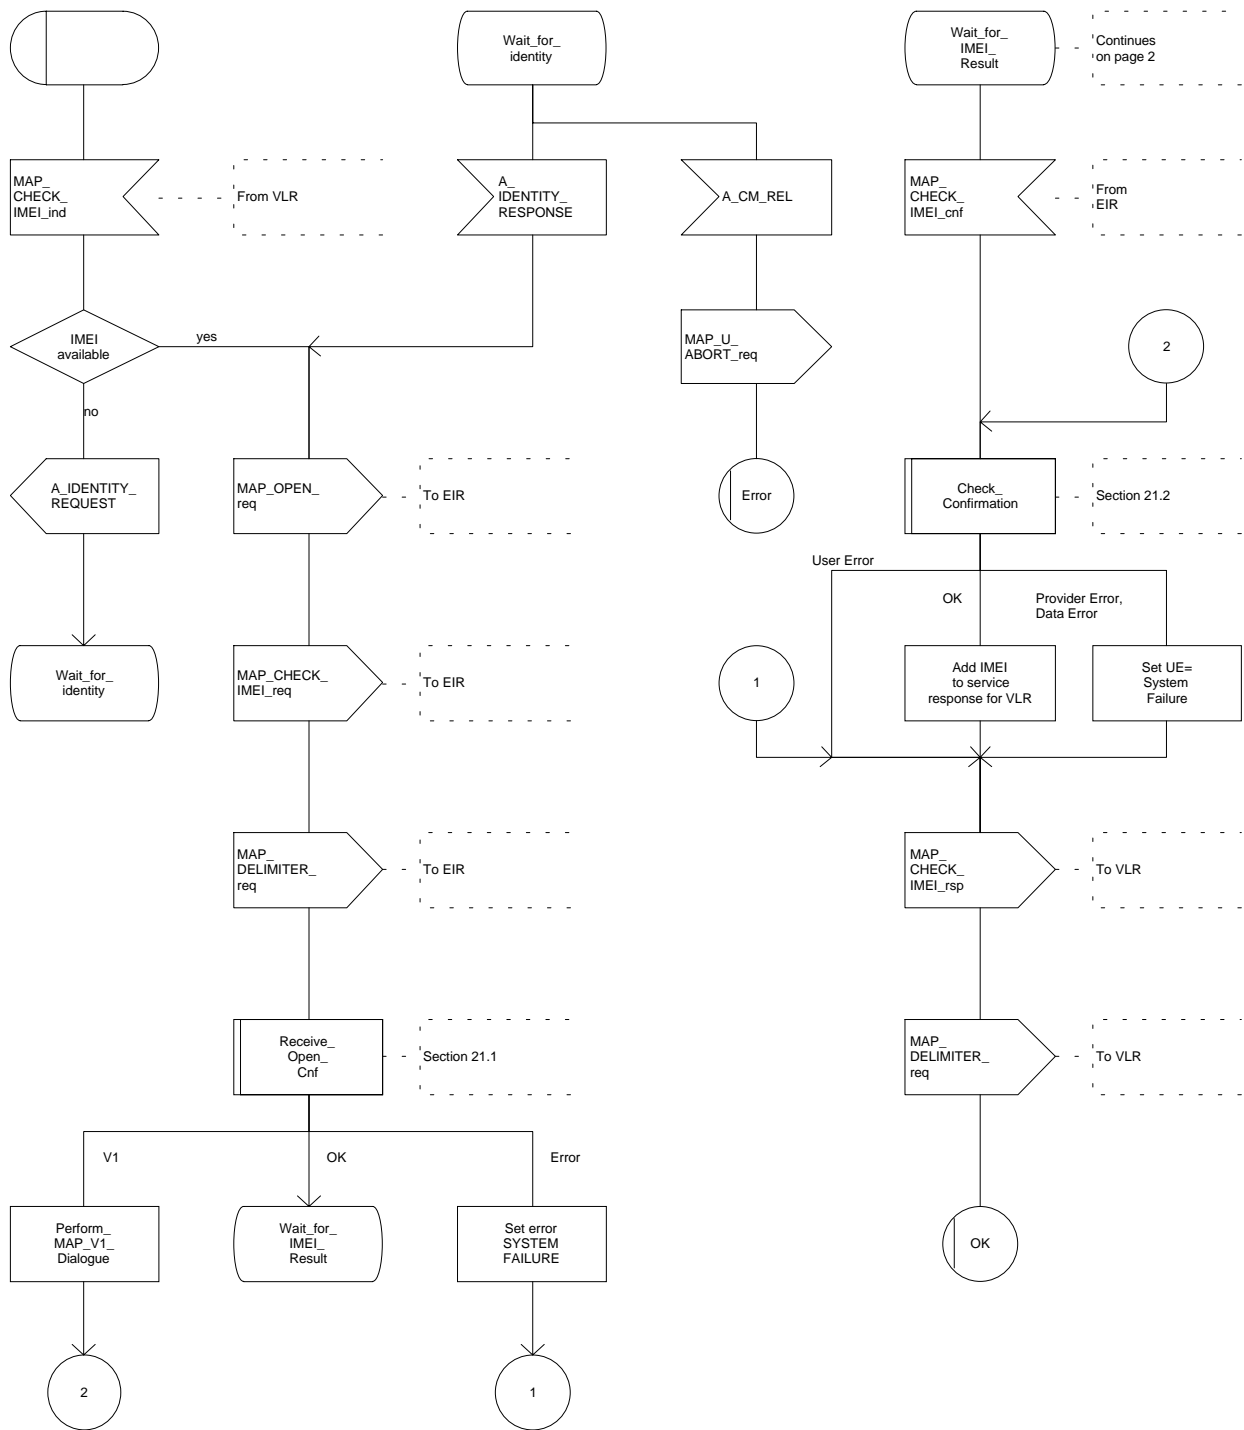 Wait_for_
identity
Wait_for_
IMEI_
Result
Continues
on page 2
MAP_
CHECK_
IMEI_ind
From VLR
A_
IDENTITY_
RESPONSE
A_CM_REL
MAP_
CHECK_
IMEI_cnf
From
EIR
IMEI
available
yes
no
MAP_U_
ABORT_req
2
A_IDENTITY_
REQUEST
MAP_OPEN_
req
To EIR
Error
Check_
Confirmation
Section 21.2
User Error
OK
Provider Error,
Data Error
Wait_for_
identity
MAP_CHECK_
IMEI_req
To EIR
1
Add IMEI
to service
response for VLR
Set UE=
System
Failure
MAP_
DELIMITER_
req
To EIR
MAP_
CHECK_
IMEI_rsp
To VLR
Receive_
Open_
Cnf
Section 21.1
MAP_
DELIMITER_
req
To VLR
V1
OK
Error
Perform_
MAP_V1_
Dialogue
Wait_for_
IMEI_
Result
Set error
SYSTEM
FAILURE
OK
2
1